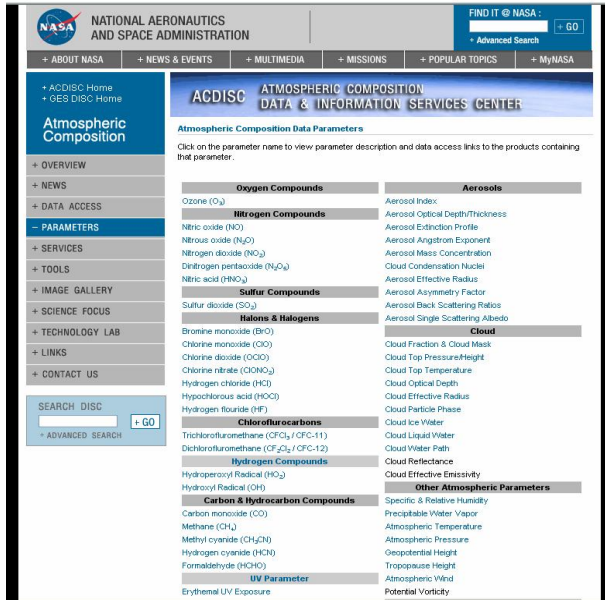 NASA
NATIONAL AERONAUTICS
AND SPACE ADMINISTRATION
FIND IT @ NASA :
+ GO
+ Advanced Search
+ ABOUT NASA
+ NEWS & EVENTS
+ MULTIMEDIA
+ MISSIONS
+ POPULAR TOPICS
+ MyNASA
+ ACDISC Home
+ GES DISC Home
Atmospheric
Composition
+ OVERVIEW
+ NEWS
+ DATA ACCESS
– PARAMETERS
+ SERVICES
+ TOOLS
+ IMAGE GALLERY
+ SCIENCE FOCUS
+ TECHNOLOGY LAB
+ LINKS
+ CONTACT US
SEARCH DISC
+ GO
+ ADVANCED SEARCH
ACDISC
ATMOSPHERIC COMPOSITION
DATA & INFORMATION SERVICES CENTER
Atmospheric Composition Data Parameters
Click on the parameter name to view parameter description and data access links to the products containing
that parameter.
Oxygen Compounds
Ozone (O₃)
Nitrogen Compounds
Nitric oxide (NO)
Nitrous oxide (N₂O)
Nitrogen dioxide (NO₂)
Dinitrogen pentaoxide (N₂O₅)
Nitric acid (HNO₃)
Sulfur Compounds
Sulfur dioxide (SO₂)
Halons & Halogens
Bromine monoxide (BrO)
Chlorine monoxide (ClO)
Chlorine dioxide (OClO)
Chlorine nitrate (ClONO₂)
Hydrogen chloride (HCl)
Hypochlorous acid (HOCl)
Hydrogen flouride (HF)
Chloroflurocarbons
Trichlorofluromethane (CFCl₃ / CFC-11)
Dichlorofluromethane (CF₂Cl₂ / CFC-12)
Hydrogen Compounds
Hydroperoxyl Radical (HO₂)
Hydroxyl Radical (OH)
Carbon & Hydrocarbon Compounds
Carbon monoxide (CO)
Methane (CH₄)
Methyl cyanide (CH₃CN)
Hydrogen cyanide (HCN)
Formaldehyde (HCHO)
UV Parameter
Erythemal UV Exposure
Aerosols
Aerosol Index
Aerosol Optical Depth/Thickness
Aerosol Extinction Profile
Aerosol Angstrom Exponent
Aerosol Mass Concentration
Cloud Condensation Nuclei
Aerosol Effective Radius
Aerosol Asymmetry Factor
Aerosol Back Scattering Ratios
Aerosol Single Scattering Albedo
Cloud
Cloud Fraction & Cloud Mask
Cloud Top Pressure/Height
Cloud Top Temperature
Cloud Optical Depth
Cloud Effective Radius
Cloud Particle Phase
Cloud Ice Water
Cloud Liquid Water
Cloud Water Path
Cloud Reflectance
Cloud Effective Emissivity
Other Atmospheric Parameters
Specific & Relative Humidity
Precipitable Water Vapor
Atmospheric Temperature
Atmospheric Pressure
Geopotential Height
Tropopause Height
Atmospheric Wind
Potential Vorticity